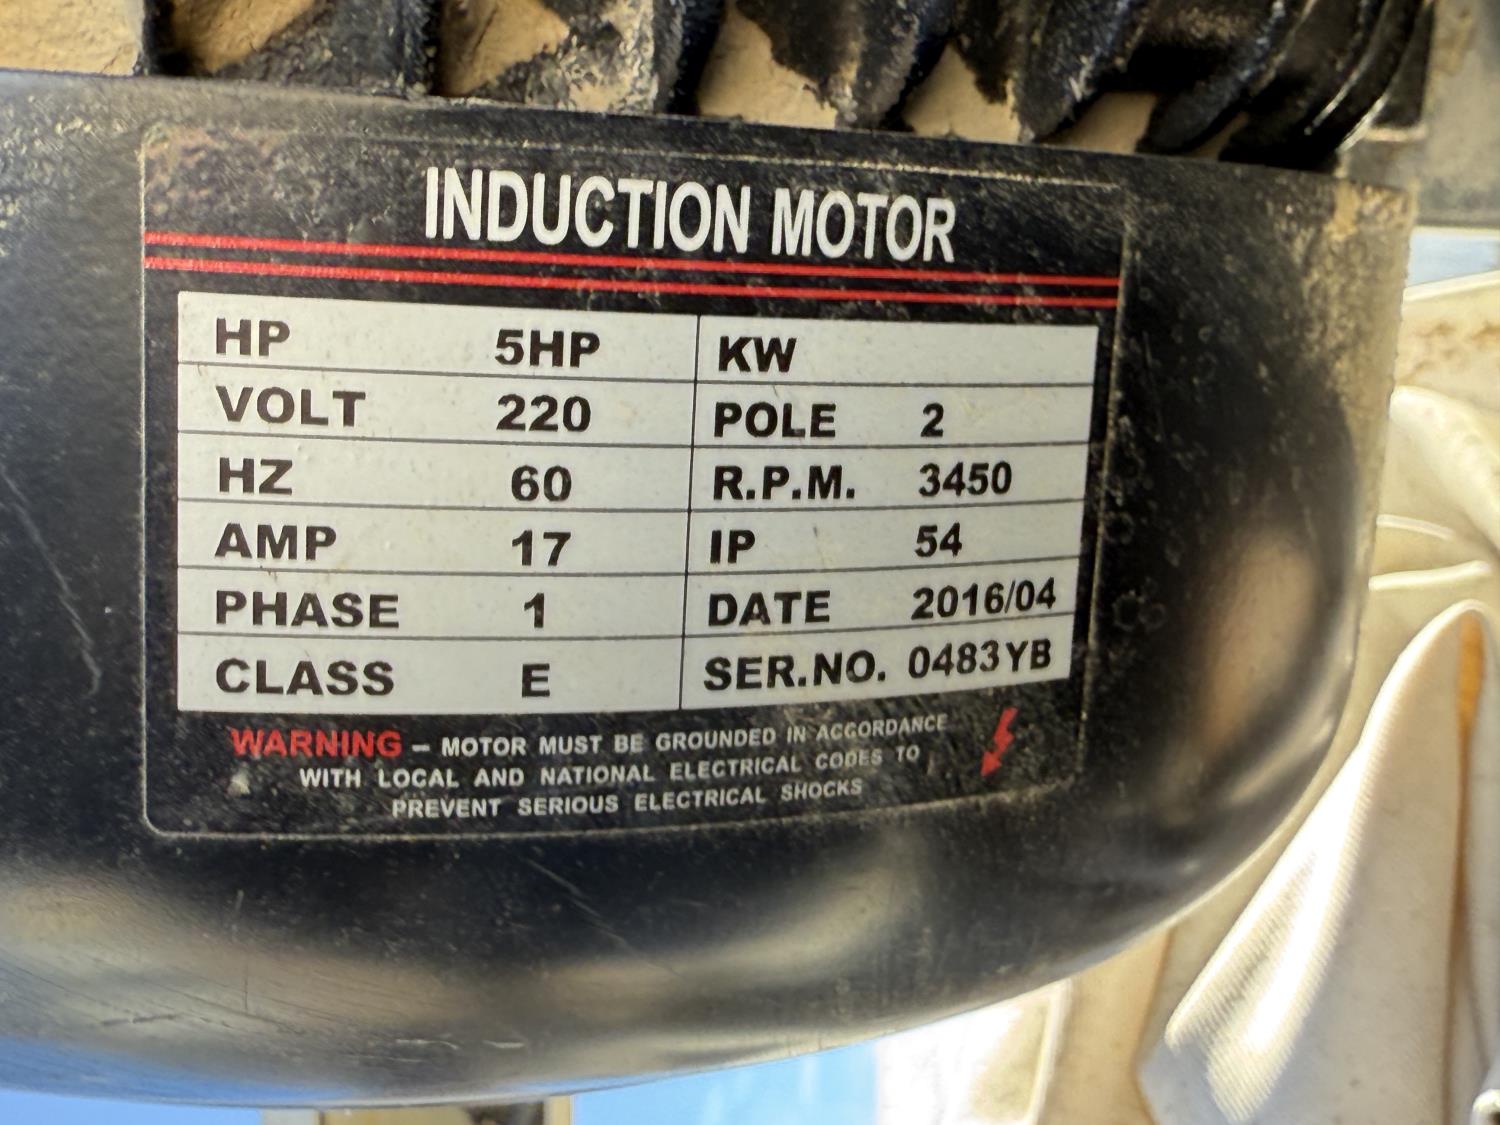 INDUCTION MOTOR
HP 5HP KW
VOLT 220 POLE 2
HZ 60 R.P.M. 3450
AMP 17 IP 54
PHASE 1 DATE 2016/04
CLASS E SER.NO. 0483YB
WARNING – MOTOR MUST BE GROUNDED IN ACCORDANCE
WITH LOCAL AND NATIONAL ELECTRICAL CODES TO
PREVENT SERIOUS ELECTRICAL SHOCKS